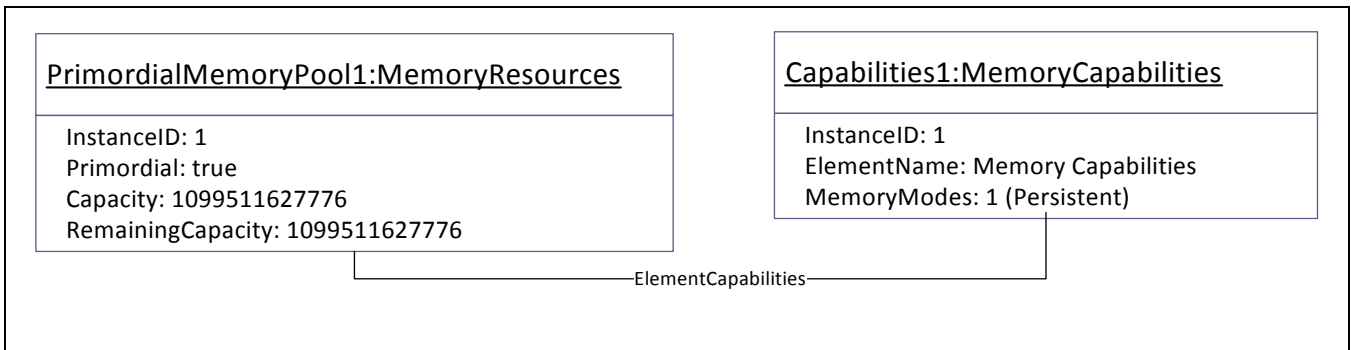 PrimordialMemoryPool1:MemoryResources
InstanceID: 1
Primordial: true
Capacity: 1099511627776
RemainingCapacity: 1099511627776
Capabilities1:MemoryCapabilities
InstanceID: 1
ElementName: Memory Capabilities
MemoryModes: 1 (Persistent)
ElementCapabilities